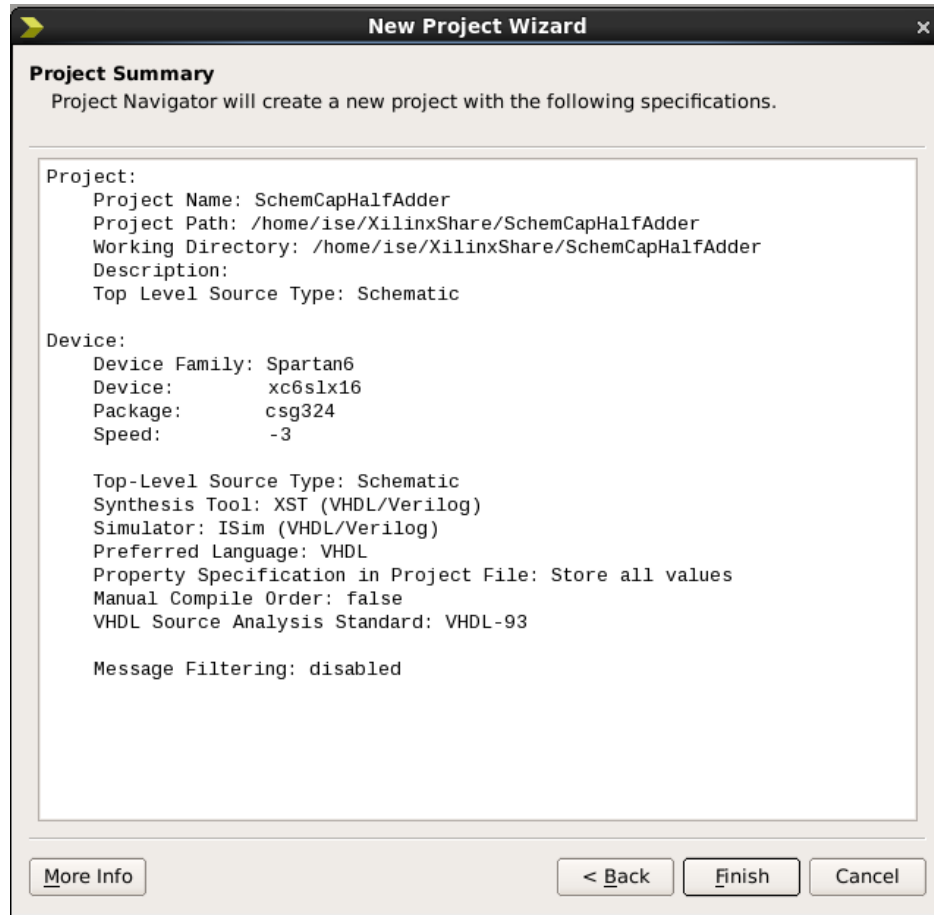 New Project Wizard
Project Summary
Project Navigator will create a new project with the following specifications.
Project:
Project Name: SchemCapHalfAdder
Project Path: /home/ise/XilinxShare/SchemCapHalfAdder
Working Directory: /home/ise/XilinxShare/SchemCapHalfAdder
Description:
Top Level Source Type: Schematic
Device:
Device Family: Spartan6
Device: xc6slx16
Package: csg324
Speed: -3
Top-Level Source Type: Schematic
Synthesis Tool: XST (VHDL/Verilog)
Simulator: ISim (VHDL/Verilog)
Preferred Language: VHDL
Property Specification in Project File: Store all values
Manual Compile Order: false
VHDL Source Analysis Standard: VHDL-93
Message Filtering: disabled
More Info < Back Finish Cancel